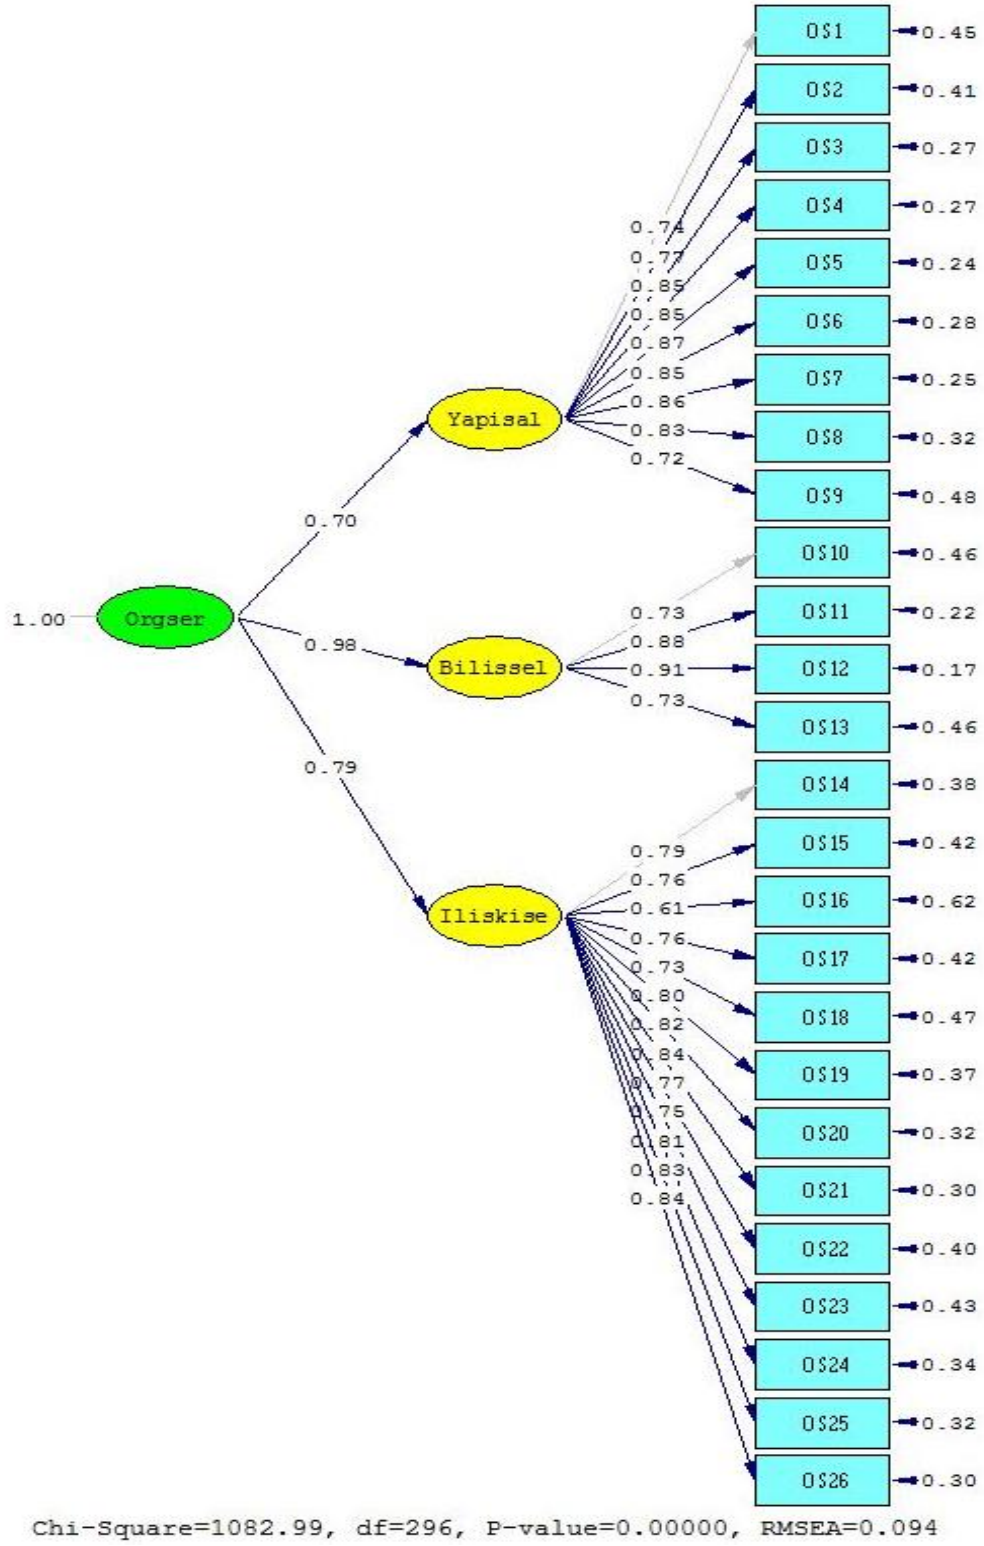 OS1 0.45
OS2 0.41
OS3 0.27
OS4 0.27
0.74
0.77
OS5 0.24
0.85
0.85
OS6 0.28
0.87
0.85
OS7 0.25
0.86
Yapisal
0.83
OS8 0.32
0.72
OS9 0.48
0.70
OS10 0.46
1.00 Orgser
0.73
OS11 0.22
0.98
0.88
Bilissel
0.91
OS12 0.17
0.73
OS13 0.46
0.79
OS14 0.38
0.79
OS15 0.42
0.76
OS16 0.62
0.61
Iliskise
0.76
OS17 0.42
0.73
0.80
OS18 0.47
0.82
0.84
OS19 0.37
0.77
0.75
OS20 0.32
0.81
0.83
OS21 0.30
0.84
OS22 0.40
OS23 0.43
OS24 0.34
OS25 0.32
OS26 0.30
Chi-Square=1082.99, df=296, P-value=0.00000, RMSEA=0.094